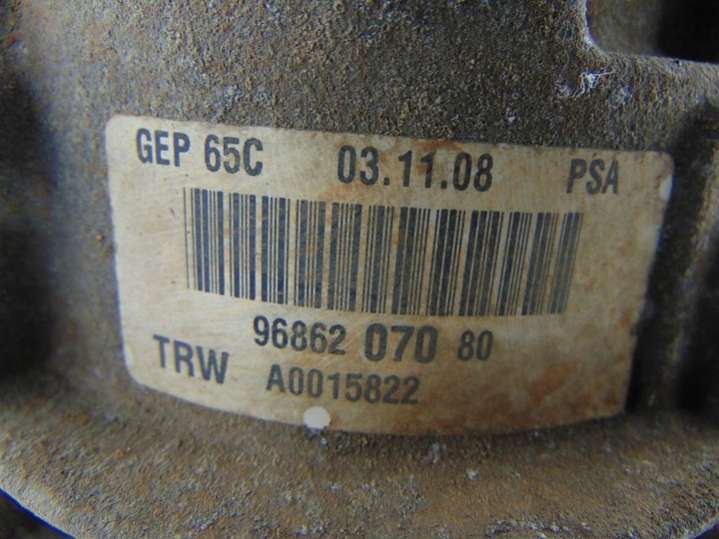 GEP 65C 03.11.08 PSA
96862 070 80
TRW A0015822